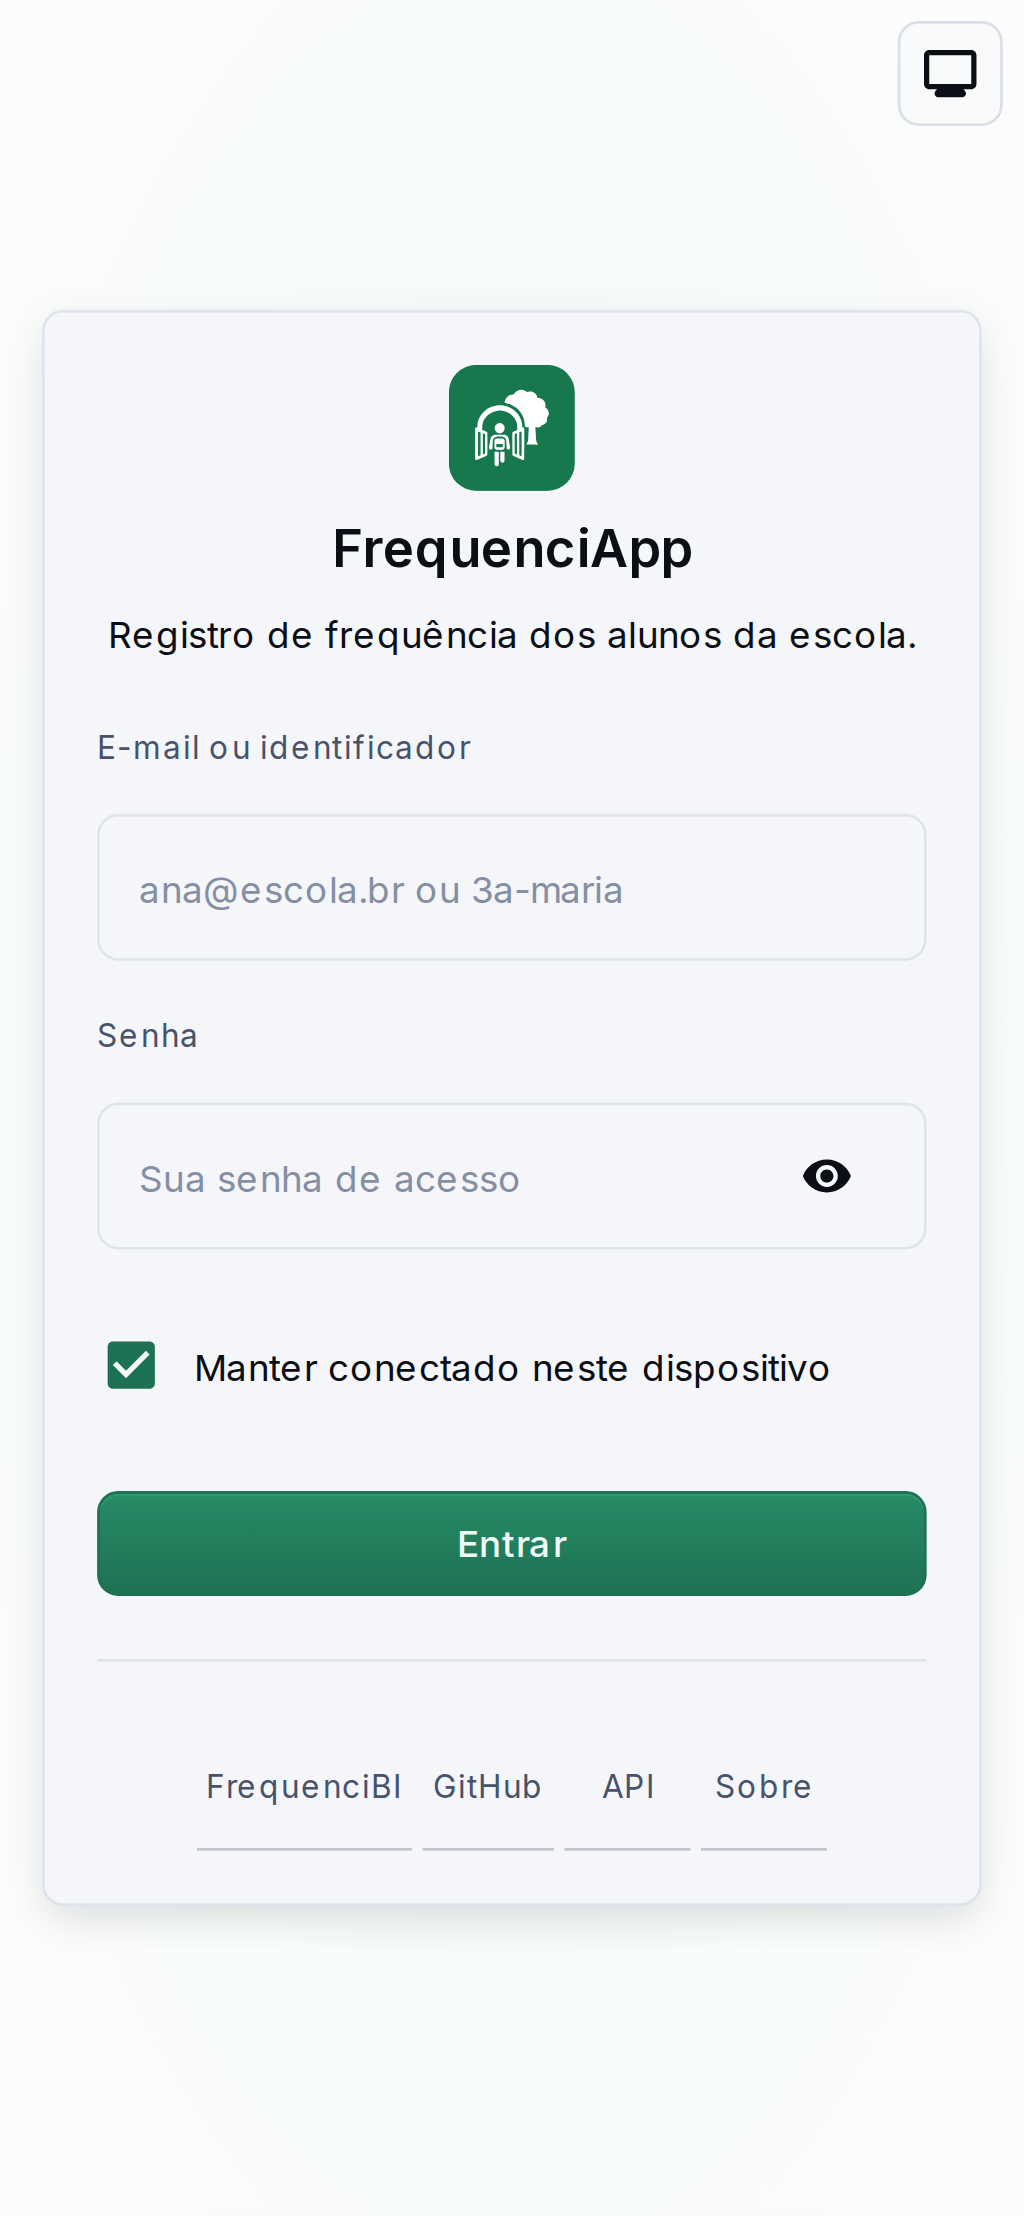 FrequenciApp
Registro de frequência dos alunos da escola.
E-mail ou identificador
ana@escola.br ou 3a-maria
Senha
Sua senha de acesso
Manter conectado neste dispositivo
Entrar
FrequenciBI GitHub API Sobre